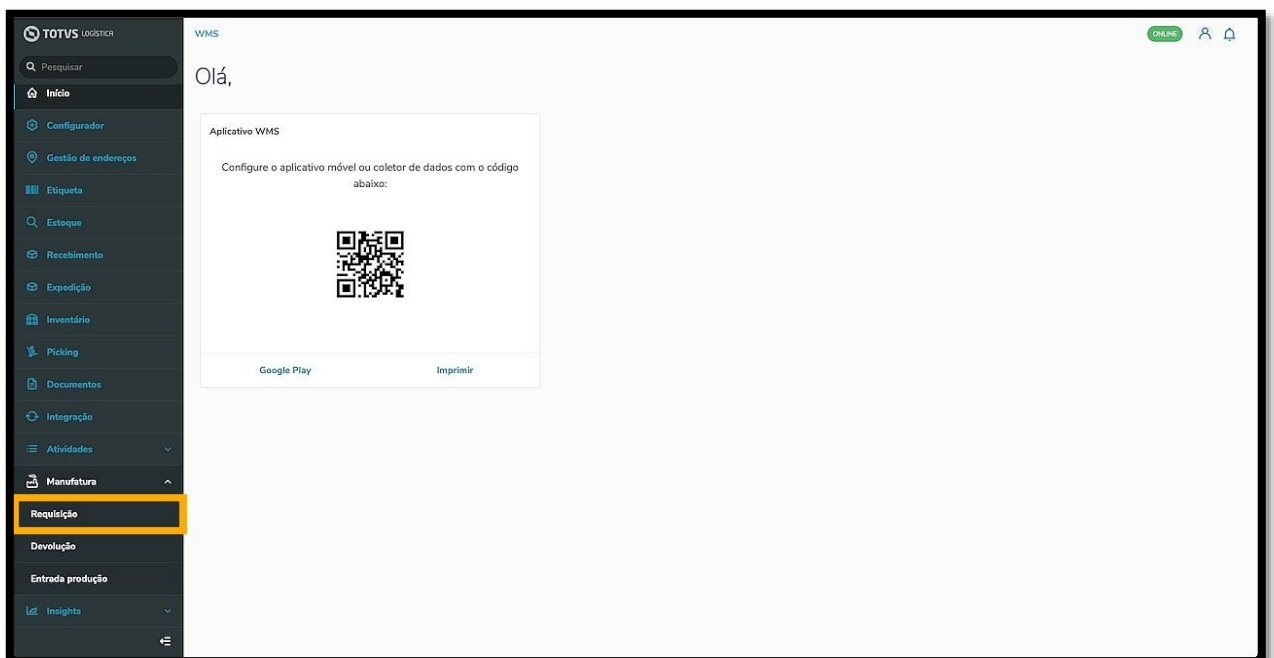 TOTVS LOGÍSTICA
Pesquisar
Início
Configurador
Gestão de endereços
Etiqueta
Estoque
Recebimento
Expedição
Inventário
Picking
Documentos
Integração
Atividades
Manufatura
Requisição
Devolução
Entrada produção
Insights
WMS
ONLINE
Olá,
Aplicativo WMS
Configure o aplicativo móvel ou coletor de dados com o código
abaixo:
Google Play Imprimir